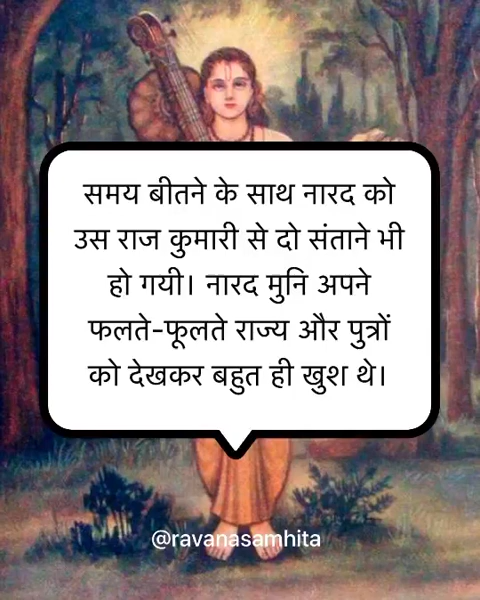 समय बीतने के साथ नारद को
उस राज कुमारी से दो संताने भी
हो गयी। नारद मुनि अपने
फलते-फूलते राज्य और पुत्रों
को देखकर बहुत ही खुश थे।
@ravanasamhita